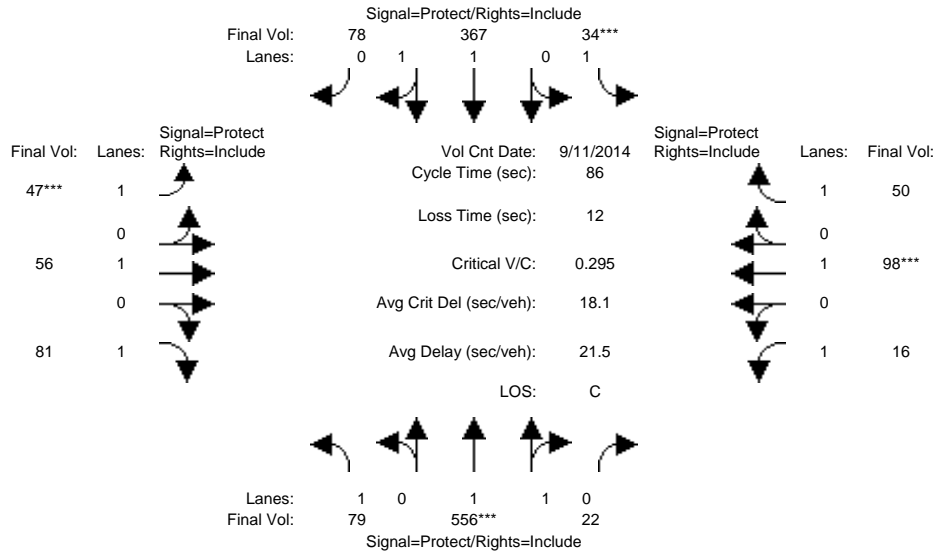 Signal=Protect/Rights=Include
Final Vol: 78 367 34***
Lanes: 0 1 1 0 1
Signal=Protect Signal=Protect
Final Vol: Lanes: Rights=Include Vol Cnt Date: 9/11/2014 Rights=Include Lanes: Final Vol:
Cycle Time (sec): 86
47*** 1 1 50
Loss Time (sec): 12
0 0
56 1 Critical V/C: 0.295 1 98***
0 Avg Crit Del (sec/veh): 18.1 0
81 1 Avg Delay (sec/veh): 21.5 1 16
LOS: C
Lanes: 1 0 1 1 0
Final Vol: 79 556*** 22
Signal=Protect/Rights=Include